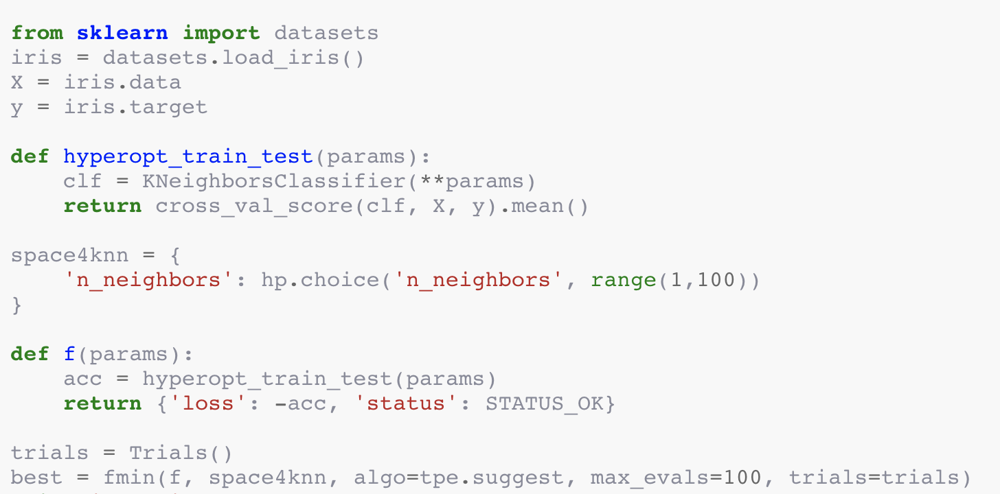 from sklearn import datasets
iris = datasets.load_iris()
X = iris.data
y = iris.target
def hyperopt_train_test(params):
    clf = KNeighborsClassifier(**params)
    return cross_val_score(clf, X, y).mean()
space4knn = {
    'n_neighbors': hp.choice('n_neighbors', range(1,100))
}
def f(params):
    acc = hyperopt_train_test(params)
    return {'loss': -acc, 'status': STATUS_OK}
trials = Trials()
best = fmin(f, space4knn, algo=tpe.suggest, max_evals=100, trials=trials)